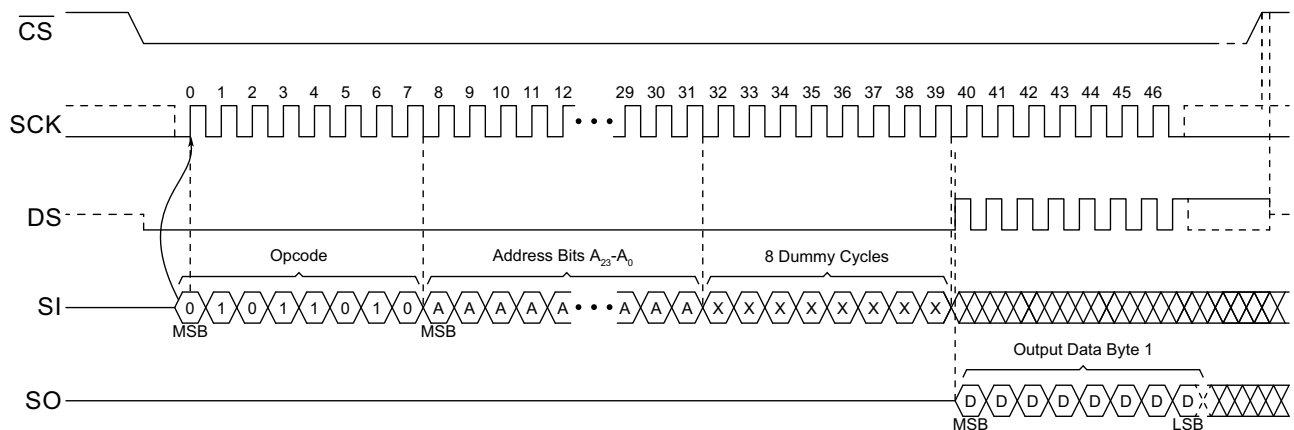 CS
0 1 2 3 4 5 6 7 8 9 10 11 12 29 30 31 32 33 34 35 36 37 38 39 40 41 42 43 44 45 46
SCK
DS
Opcode Address Bits A23-A0 8 Dummy Cycles
SI 0 1 0 1 1 0 1 0 A A A A A A A A X X X X X X X X
MSB MSB
Output Data Byte 1
SO D D D D D D D D
MSB LSB